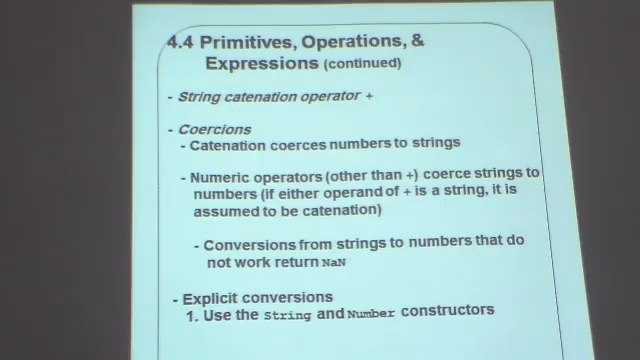 4.4 Primitives, Operations, &
Expressions (continued)
- String catenation operator +
- Coercions
- Catenation coerces numbers to strings
- Numeric operators (other than +) coerce strings to
numbers (if either operand of + is a string, it is
assumed to be catenation)
- Conversions from strings to numbers that do
not work return NaN
- Explicit conversions
1. Use the String and Number constructors